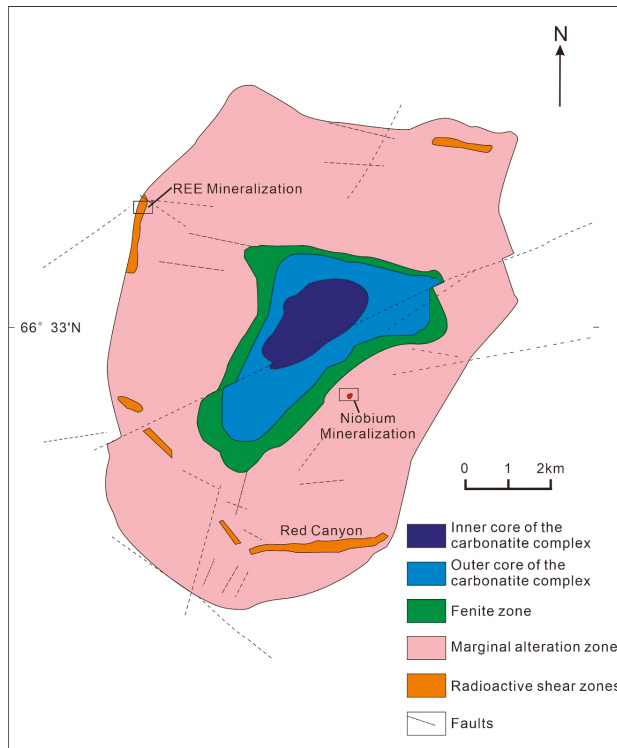 N
REE Mineralization
66° 33'N
Niobium
Mineralization
0 1 2km
Red Canyon
Inner core of the
carbonatite complex
Outer core of the
carbonatite complex
Fenite zone
Marginal alteration zone
Radioactive shear zones
Faults